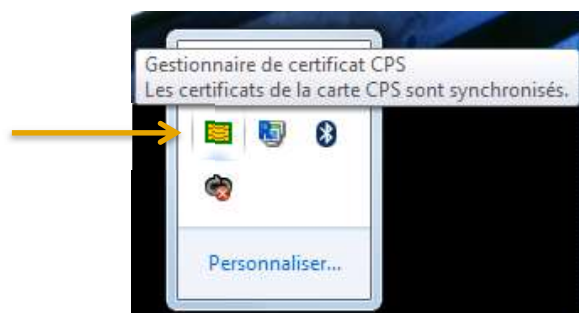 Gestionnaire de certificat CPS
Les certificats de la carte CPS sont synchronisés.
Personnaliser...